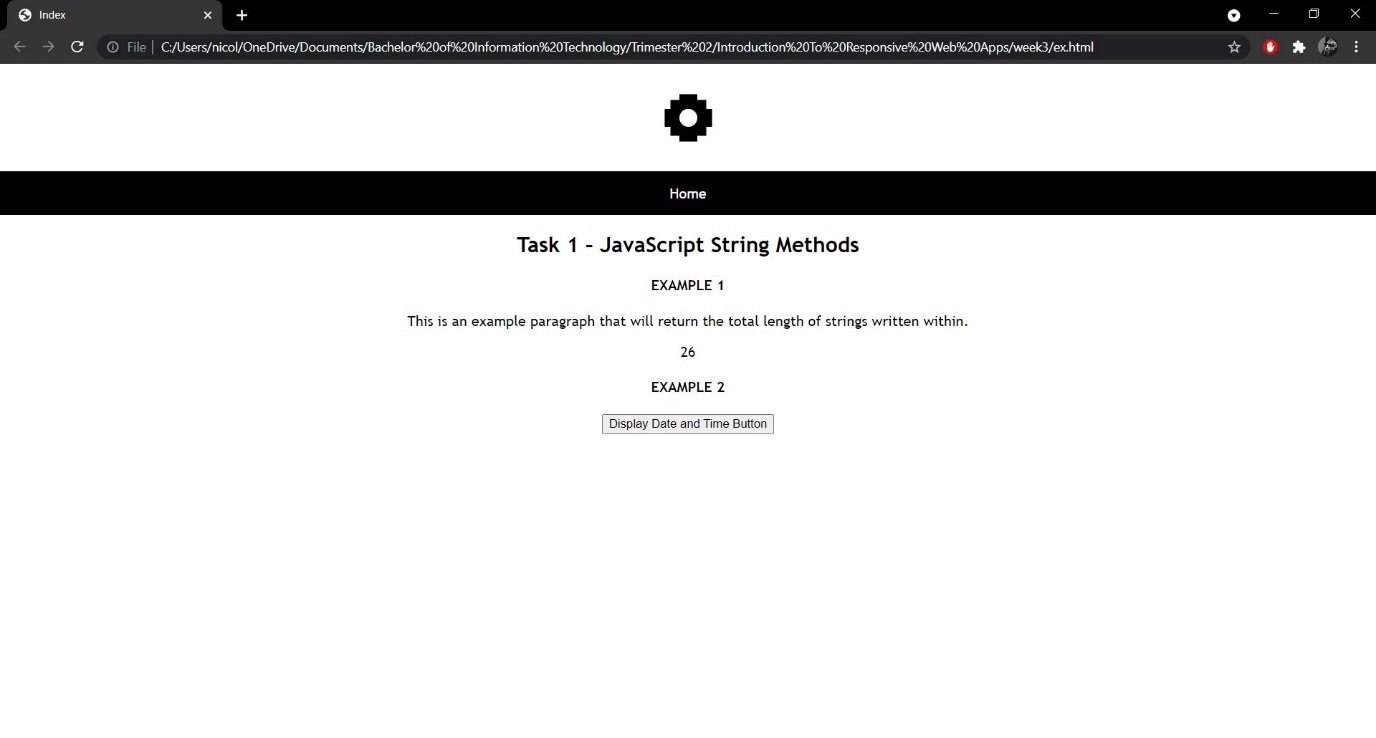 Index
File
C:/Users/nicol/OneDrive/Documents/Bachelor%20of%20Information%20Technology/Trimester%202/Introduction%20To%20Responsive%20Web%20Apps/week3/ex.html
Home
Task 1 - JavaScript String Methods
EXAMPLE 1
This is an example paragraph that will return the total length of strings written within.
26
EXAMPLE 2
Display Date and Time Button